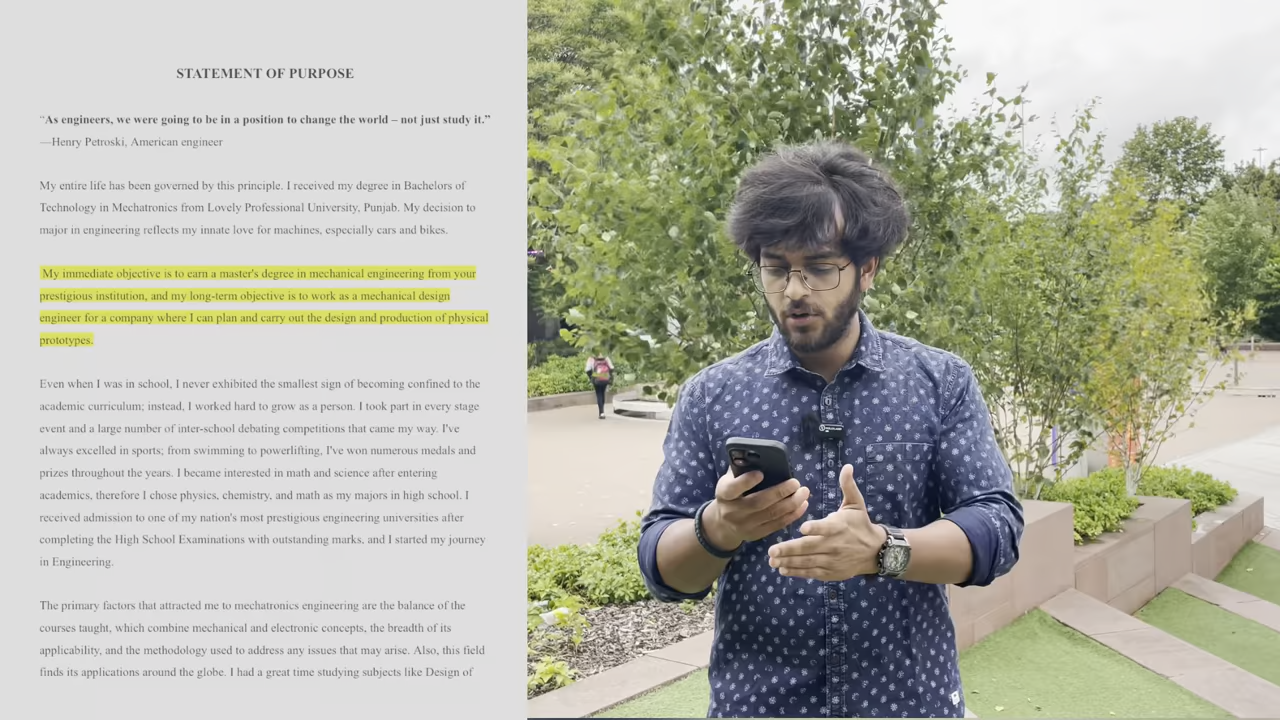 STATEMENT OF PURPOSE
“As engineers, we were going to be in a position to change the world – not just study it.”
—Henry Petroski, American engineer
My entire life has been governed by this principle. I received my degree in Bachelors of
Technology in Mechatronics from Lovely Professional University, Punjab. My decision to
major in engineering reflects my innate love for machines, especially cars and bikes.
My immediate objective is to earn a master's degree in mechanical engineering from your
prestigious institution, and my long-term objective is to work as a mechanical design
engineer for a company where I can plan and carry out the design and production of physical
prototypes.
Even when I was in school, I never exhibited the smallest sign of becoming confined to the
academic curriculum; instead, I worked hard to grow as a person. I took part in every stage
event and a large number of inter-school debating competitions that came my way. I've
always excelled in sports; from swimming to powerlifting, I've won numerous medals and
prizes throughout the years. I became interested in math and science after entering
academics, therefore I chose physics, chemistry, and math as my majors in high school. I
received admission to one of my nation's most prestigious engineering universities after
completing the High School Examinations with outstanding marks, and I started my journey
in Engineering.
The primary factors that attracted me to mechatronics engineering are the balance of the
courses taught, which combine mechanical and electronic concepts, the breadth of its
applicability, and the methodology used to address any issues that may arise. Also, this field
finds its applications around the globe. I had a great time studying subjects like Design of